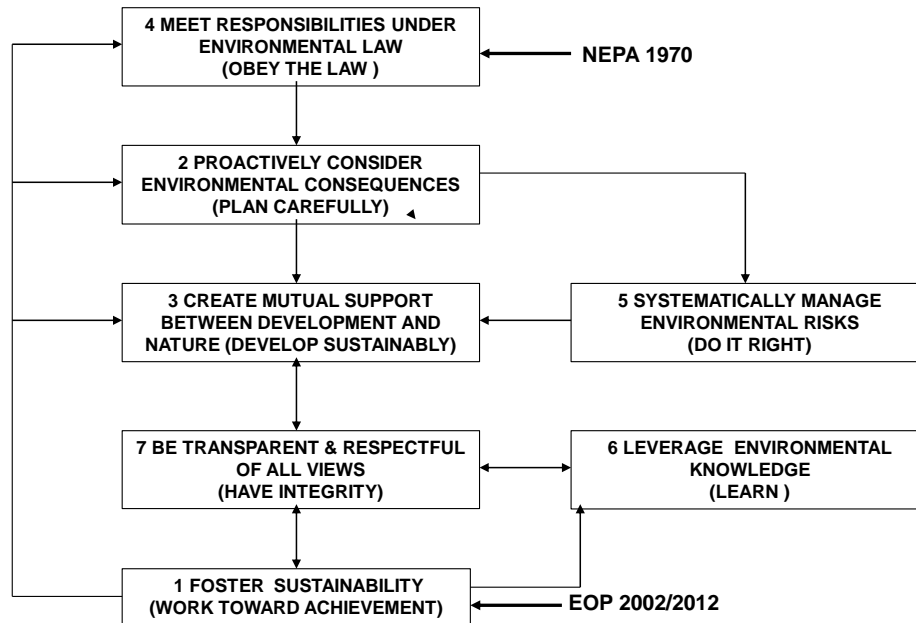 4 MEET RESPONSIBILITIES UNDER
ENVIRONMENTAL LAW
(OBEY THE LAW )
NEPA 1970
2 PROACTIVELY CONSIDER
ENVIRONMENTAL CONSEQUENCES
(PLAN CAREFULLY)
3 CREATE MUTUAL SUPPORT
BETWEEN DEVELOPMENT AND
NATURE (DEVELOP SUSTAINABLY)
5 SYSTEMATICALLY MANAGE
ENVIRONMENTAL RISKS
(DO IT RIGHT)
7 BE TRANSPARENT & RESPECTFUL
OF ALL VIEWS
(HAVE INTEGRITY)
6 LEVERAGE ENVIRONMENTAL
KNOWLEDGE
(LEARN )
1 FOSTER SUSTAINABILITY
(WORK TOWARD ACHIEVEMENT)
EOP 2002/2012